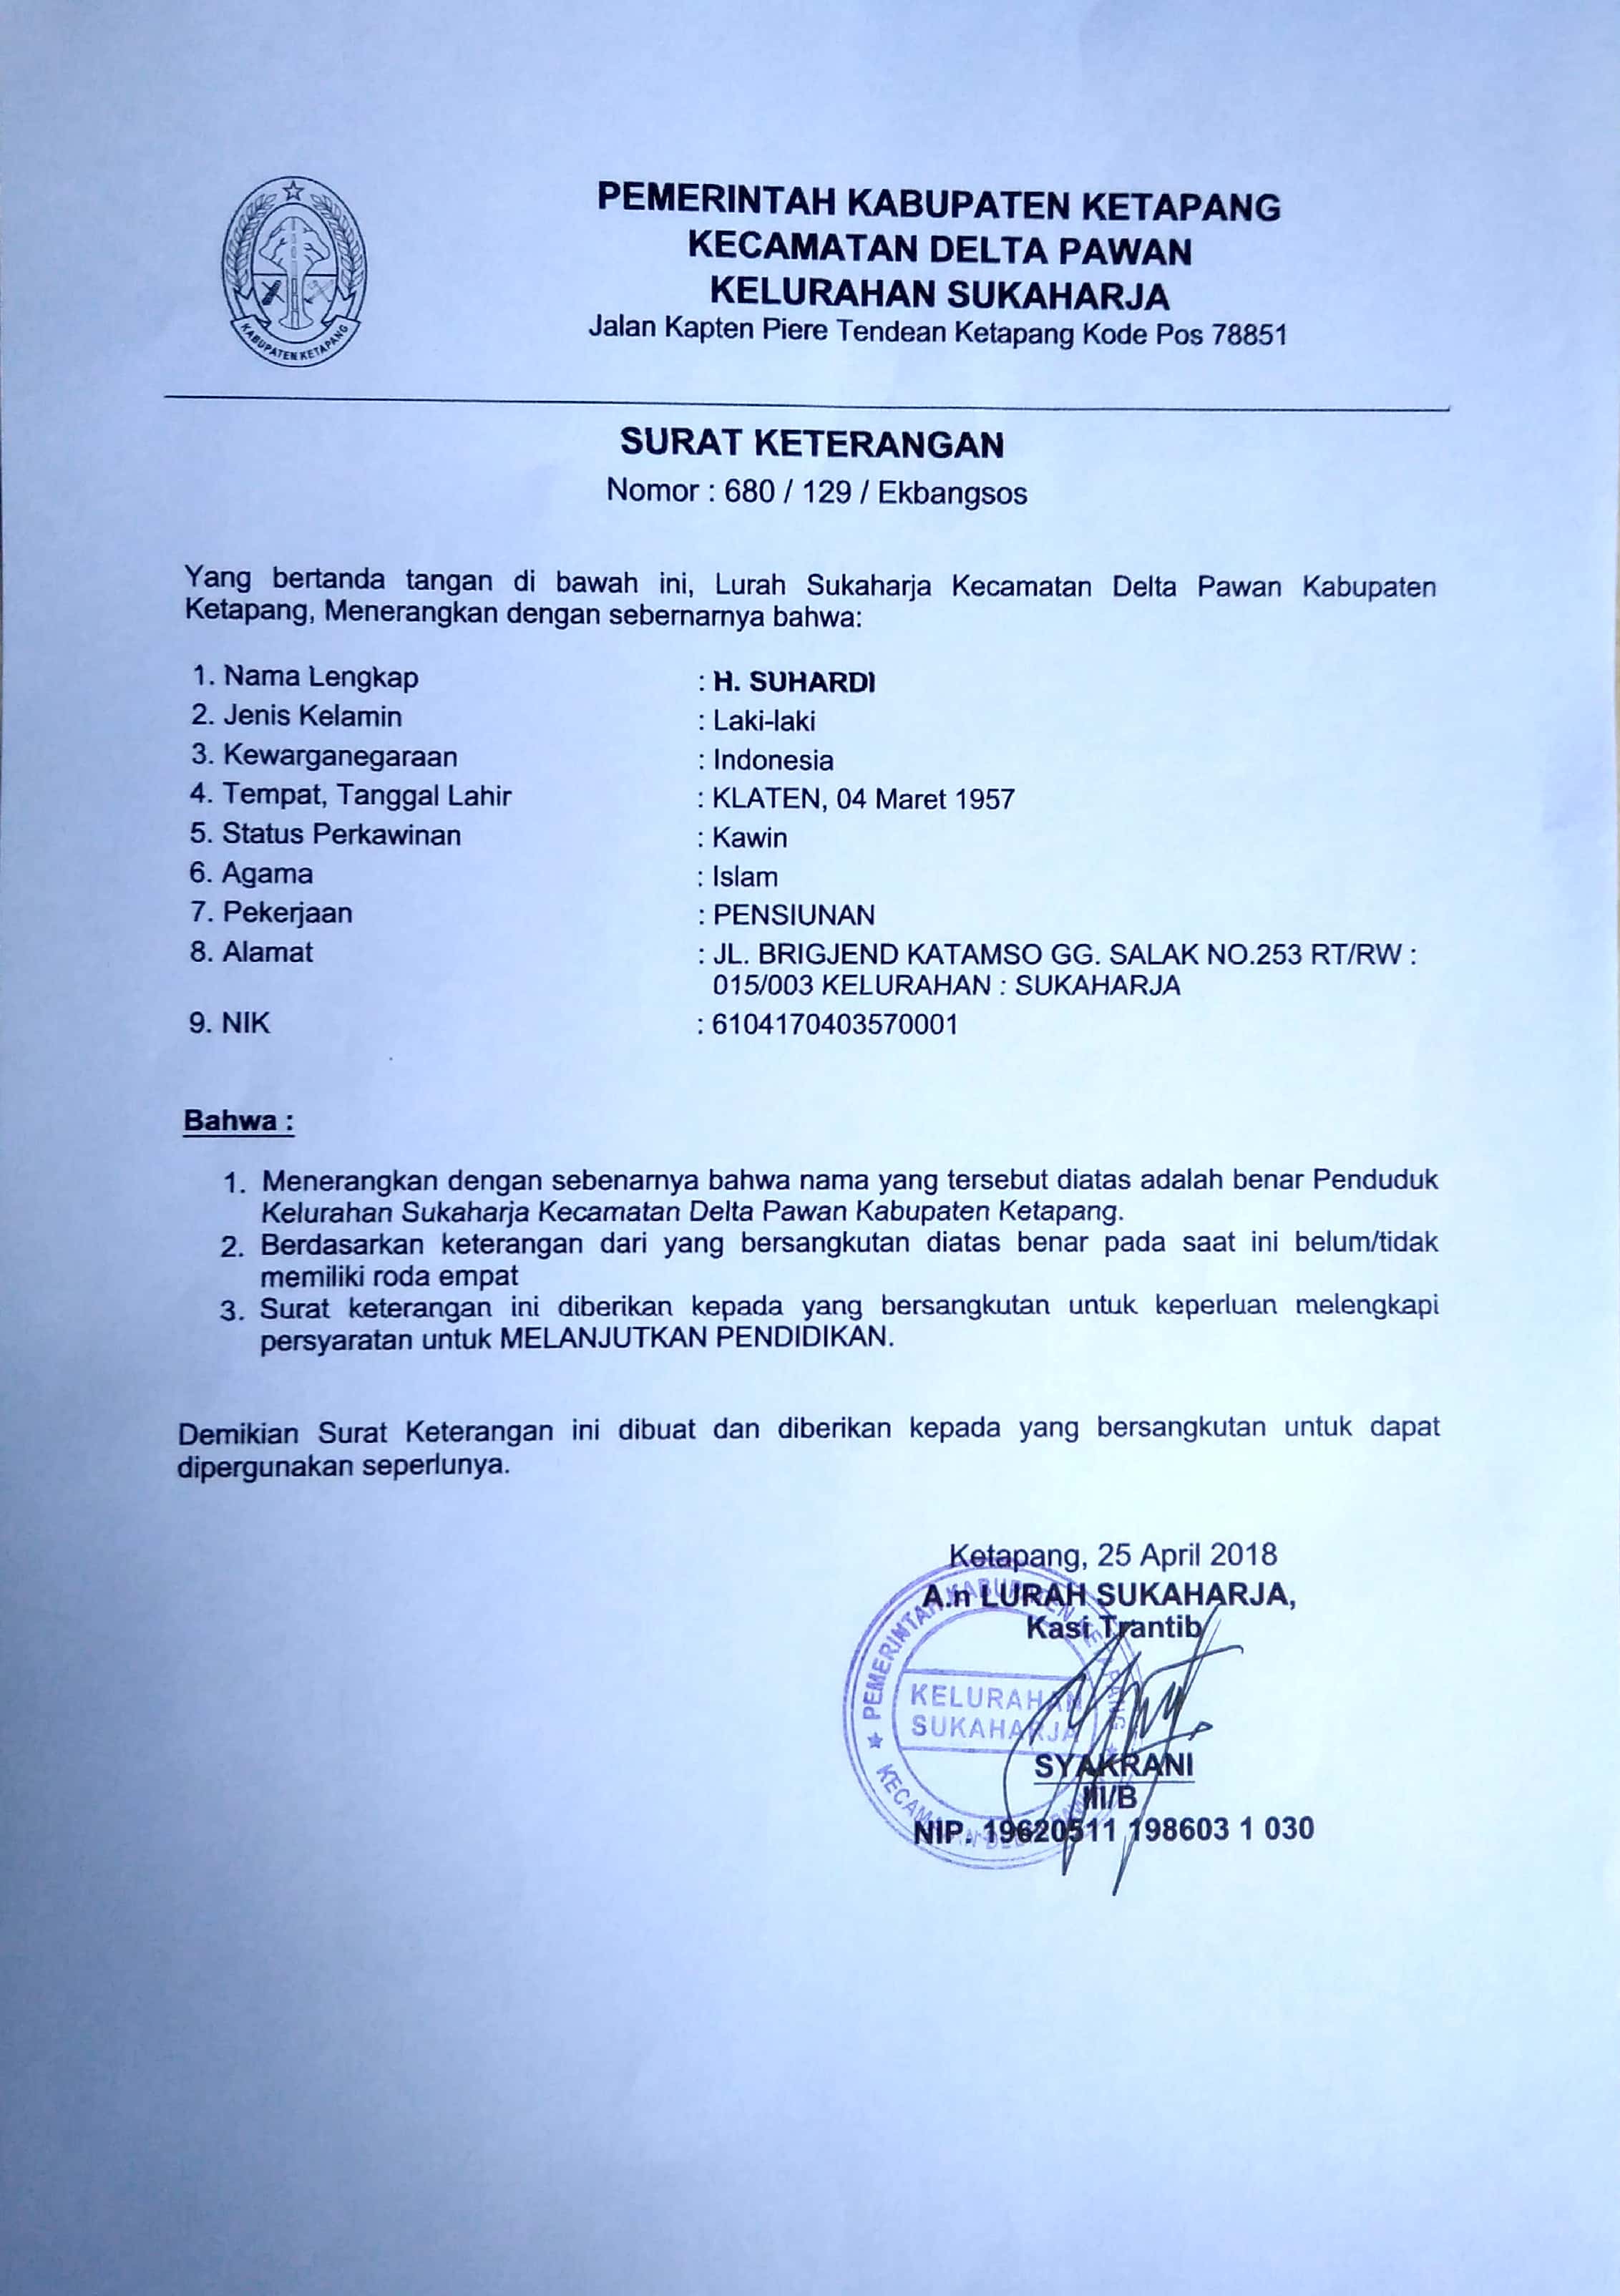 PEMERINTAH KABUPATEN KETAPANG
KECAMATAN DELTA PAWAN
KELURAHAN SUKAHARJA
Jalan Kapten Piere Tendean Ketapang Kode Pos 78851
KABUPATEN KETAPANG
SURAT KETERANGAN
Nomor : 680 / 129 / Ekbangsos
Yang bertanda tangan di bawah ini, Lurah Sukaharja Kecamatan Delta Pawan Kabupaten
Ketapang, Menerangkan dengan sebernarnya bahwa:
1. Nama Lengkap : H. SUHARDI
2. Jenis Kelamin : Laki-laki
3. Kewarganegaraan : Indonesia
4. Tempat, Tanggal Lahir : KLATEN, 04 Maret 1957
5. Status Perkawinan : Kawin
6. Agama : Islam
7. Pekerjaan : PENSIUNAN
8. Alamat : JL. BRIGJEND KATAMSO GG. SALAK NO.253 RT/RW :
015/003 KELURAHAN : SUKAHARJA
9. NIK : 6104170403570001
Bahwa :
1. Menerangkan dengan sebenarnya bahwa nama yang tersebut diatas adalah benar Penduduk
Kelurahan Sukaharja Kecamatan Delta Pawan Kabupaten Ketapang.
2. Berdasarkan keterangan dari yang bersangkutan diatas benar pada saat ini belum/tidak
memiliki roda empat
3. Surat keterangan ini diberikan kepada yang bersangkutan untuk keperluan melengkapi
persyaratan untuk MELANJUTKAN PENDIDIKAN.
Demikian Surat Keterangan ini dibuat dan diberikan kepada yang bersangkutan untuk dapat
dipergunakan seperlunya.
Ketapang, 25 April 2018
A.n LURAH SUKAHARJA,
Kasi Trantib
PEMERINTAH KABUPATEN KETAPANG
KELURAHAN
SUKAHARJA
KECAMATAN DELTA PAWAN
SYAKRANI
III/B
NIP. 19620511 198603 1 030